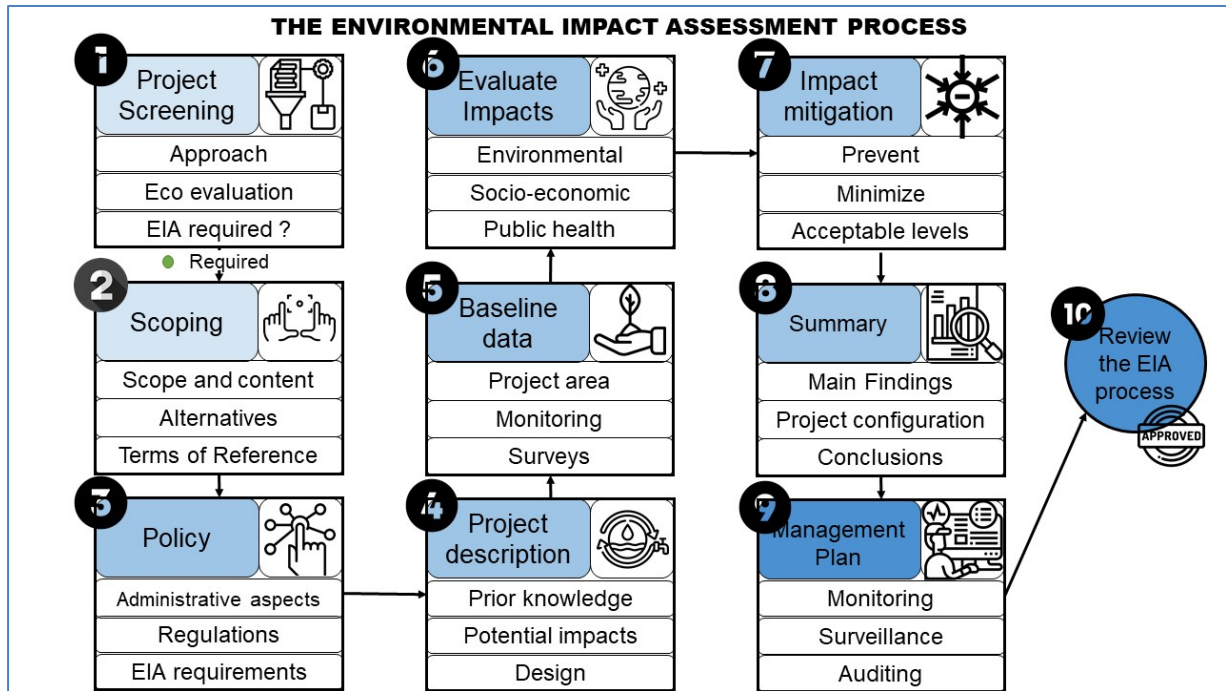 THE ENVIRONMENTAL IMPACT ASSESSMENT PROCESS
1
Project
Screening
Approach
Eco evaluation
EIA required ?
Required
2
Scoping
Scope and content
Alternatives
Terms of Reference
3
Policy
Administrative aspects
Regulations
EIA requirements
4
Project
description
Prior knowledge
Potential impacts
Design
5
Baseline
data
Project area
Monitoring
Surveys
6
Evaluate
Impacts
Environmental
Socio-economic
Public health
7
Impact
mitigation
Prevent
Minimize
Acceptable levels
8
Summary
Main Findings
Project configuration
Conclusions
9
Management
Plan
Monitoring
Surveillance
Auditing
10
Review
the EIA
process
APPROVED